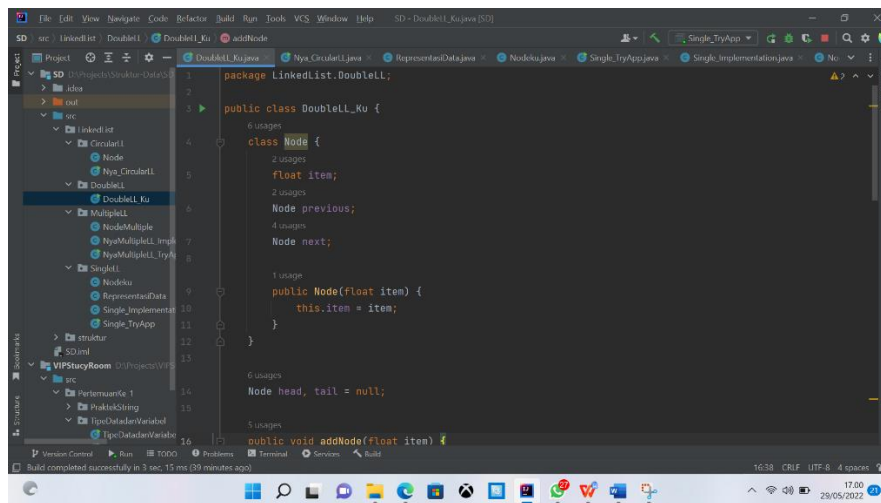 File Edit View Navigate Code Refactor Build Run Tools VCS Window Help SD - DoubleLL_Ku.java [SD]
SD src LinkedList DoubleLL DoubleLL_Ku addNode Single_TryApp
Project DoubleLL_Ku.java Nya_CircularLL.java RepresentasiData.java Nodeku.java Single_TryApp.java Single_Implementation.java No
SD D:\Projects\Struktur-Data\SD
.idea
out
src
LinkedList
CircularLL
Node
Nya_CircularLL
DoubleLL
DoubleLL_Ku
MultipleLL
NodeMultiple
NyaMultipleLL_Imple
NyaMultipleLL_TryA
SingleLL
Nodeku
RepresentasiData
Single_Implementat
Single_TryApp
struktur
SD.iml
VIPStucyRoom D:\Projects\VIPS
src
PertemuanKe_1
PraktekString
TipeDatadanVariabel
TipeDatadanVariabe
Project
Bookmarks
Structure
2
1 package LinkedList.DoubleLL;
2
3 public class DoubleLL_Ku {
6 usages
4 class Node {
2 usages
5 float item;
2 usages
6 Node previous;
4 usages
7 Node next;
8
1 usage
9 public Node(float item) {
10 this.item = item;
11 }
12 }
13
6 usages
14 Node head, tail = null;
15
5 usages
16 public void addNode(float item) {
Version Control Run TODO Problems Terminal Services Build
Build completed successfully in 3 sec, 15 ms (39 minutes ago) 16:38 CRLF UTF-8 4 spaces
17.00
29/05/2022